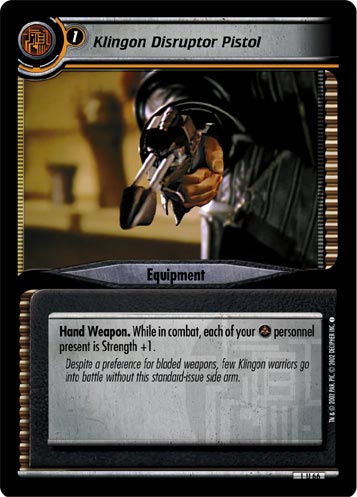 1
Klingon Disruptor Pistol
Equipment
Hand Weapon. While in combat, each of your personnel
present is Strength +1.
Despite a preference for bladed weapons, few Klingon warriors go
into battle without this standard-issue side arm.
TM & © 2002 PAR. PIC. © 2002 DECIPHER INC.
1 U 66